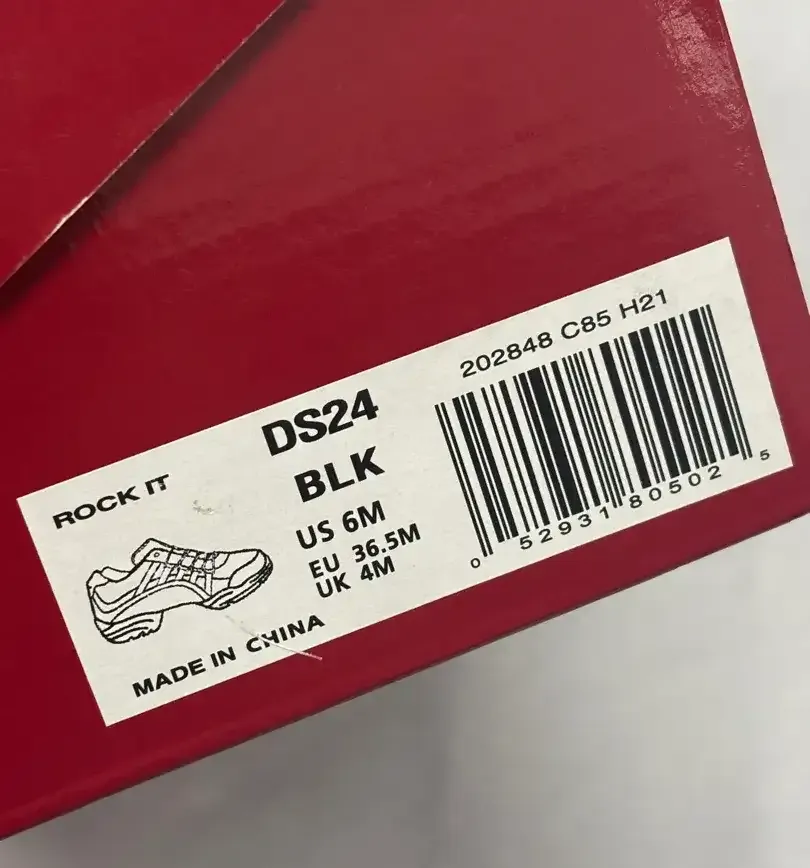 202848 C85 H21
DS24
BLK
ROCK IT
US 6M
EU 36.5M
UK 4M
0 52931 80502 5
MADE IN CHINA